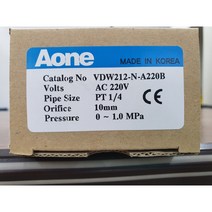 Aone
MADE IN KOREA
Catalog No VDW212-N-A220B
Volts AC 220V
Pipe Size PT 1/4
Orifice 10mm
Pressure 0 ~ 1.0 MPa